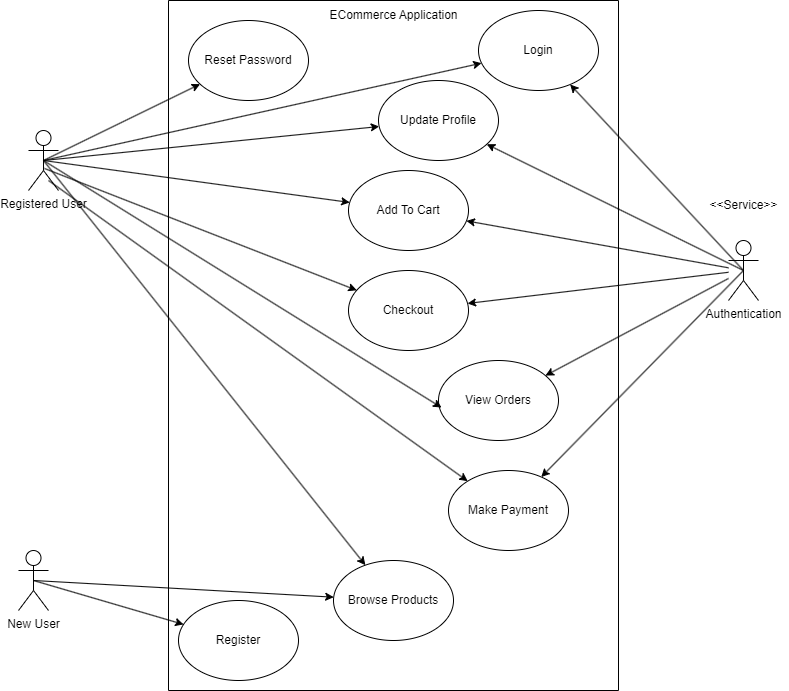 ECommerce Application
Reset Password
Login
Update Profile
Registered User
Add To Cart
<<Service>>
Checkout
Authentication
View Orders
Make Payment
Browse Products
New User
Register